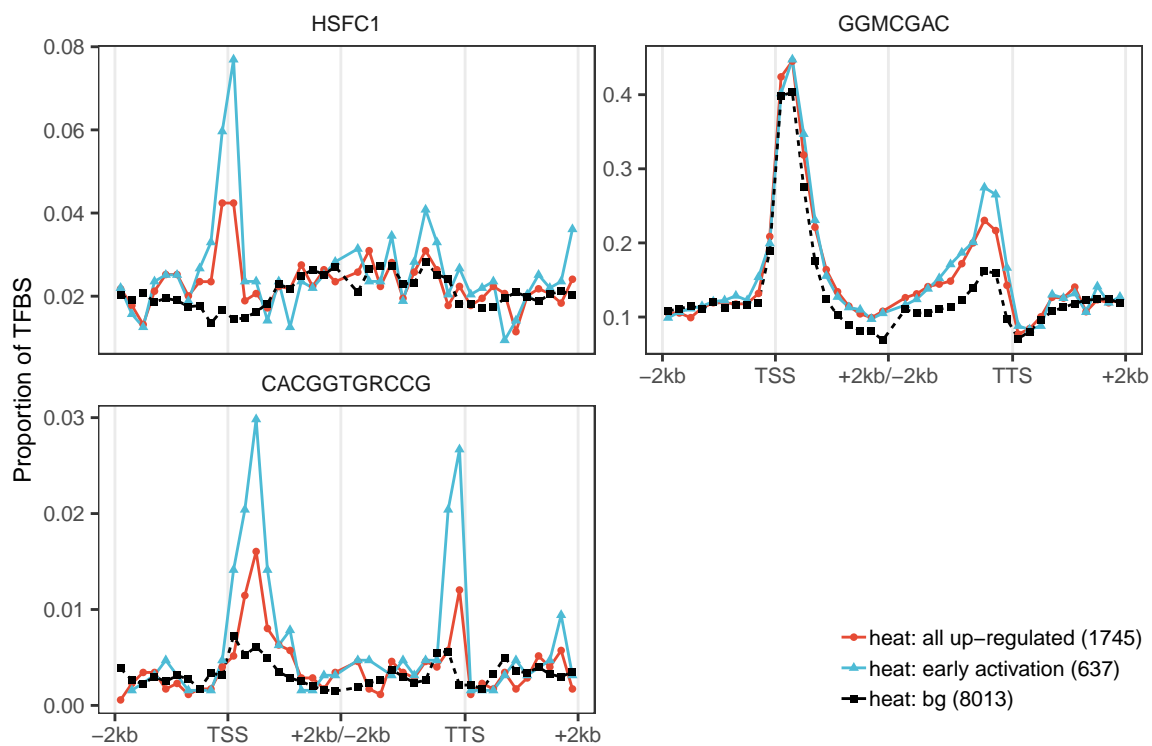 HSFC1
GGMCGAC
0.08
0.06
0.04
0.02
0.4
0.3
0.2
0.1
−2kb TSS +2kb/−2kb TTS +2kb
CACGGTGRCCG
Proportion of TFBS
0.03
0.02
0.01
0.00
−2kb TSS +2kb/−2kb TTS +2kb
heat: all up−regulated (1745)
heat: early activation (637)
heat: bg (8013)